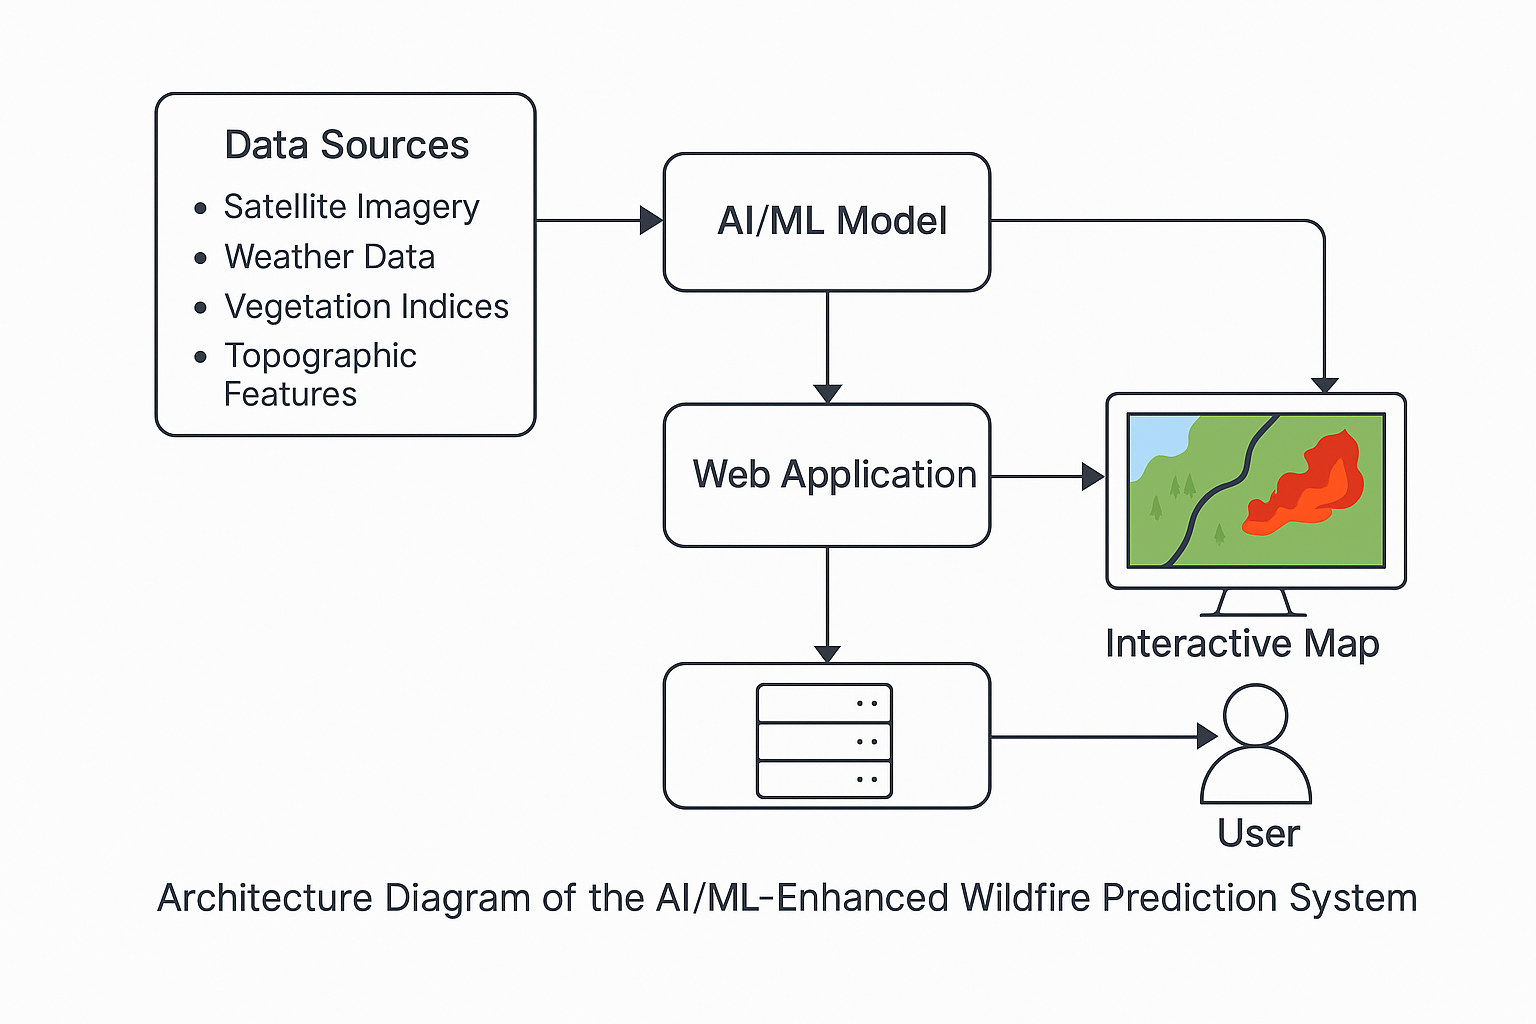 Data Sources
• Satellite Imagery
• Weather Data
• Vegetation Indices
• Topographic
Features
AI/ML Model
Web Application
Interactive Map
User
Architecture Diagram of the AI/ML-Enhanced Wildfire Prediction System